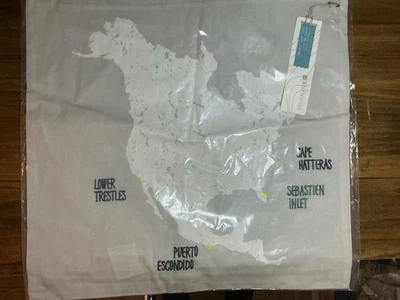 CAPE
HATTERAS
LOWER
TRESTLES
SEBASTIEN
INLET
PUERTO
ESCONDIDO